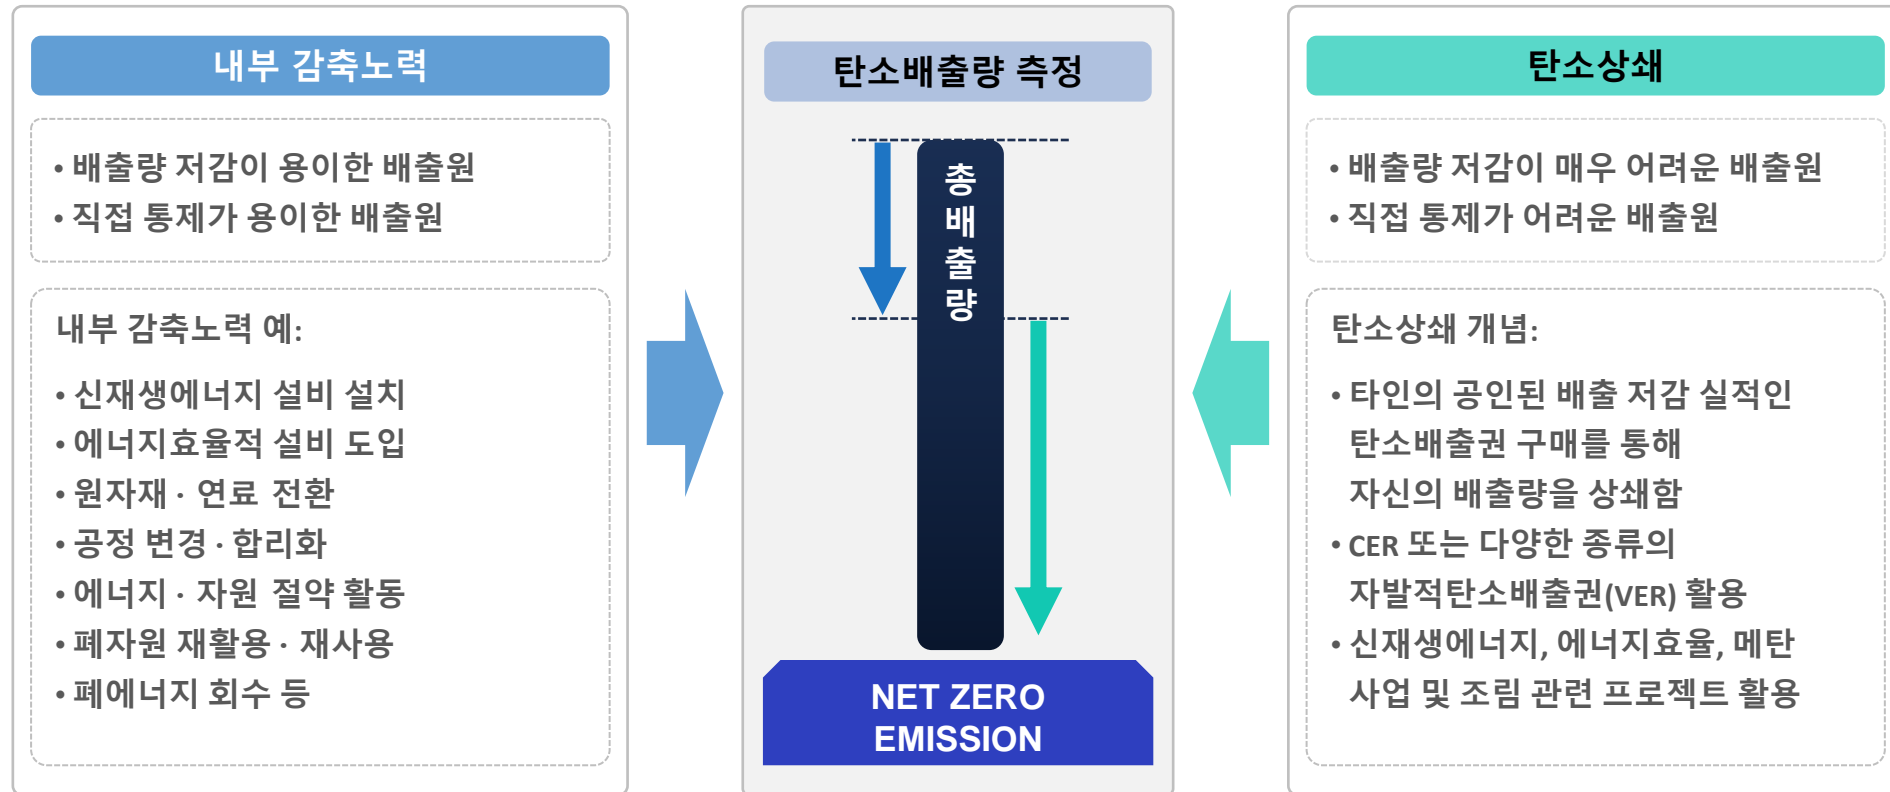 내부 감축노력
• 배출량 저감이 용이한 배출원
• 직접 통제가 용이한 배출원
내부 감축노력 예:
• 신재생에너지 설비 설치
• 에너지효율적 설비 도입
• 원자재 · 연료 전환
• 공정 변경 · 합리화
• 에너지 · 자원 절약 활동
• 폐자원 재활용 · 재사용
• 폐에너지 회수 등
탄소배출량 측정
총
배
출
량
NET ZERO
EMISSION
탄소상쇄
• 배출량 저감이 매우 어려운 배출원
• 직접 통제가 어려운 배출원
탄소상쇄 개념:
• 타인의 공인된 배출 저감 실적인
탄소배출권 구매를 통해
자신의 배출량을 상쇄함
• CER 또는 다양한 종류의
자발적탄소배출권(VER) 활용
• 신재생에너지, 에너지효율, 메탄
사업 및 조림 관련 프로젝트 활용